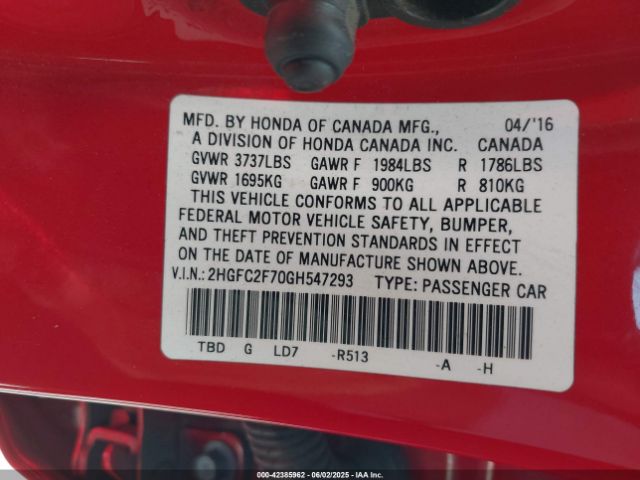 MFD. BY HONDA OF CANADA MFG., 04/'16
A DIVISION OF HONDA CANADA INC. CANADA
GVWR 3737LBS GAWR F 1984LBS R 1786LBS
GVWR 1695KG GAWR F 900KG R 810KG
THIS VEHICLE CONFORMS TO ALL APPLICABLE
FEDERAL MOTOR VEHICLE SAFETY, BUMPER,
AND THEFT PREVENTION STANDARDS IN EFFECT
ON THE DATE OF MANUFACTURE SHOWN ABOVE.
V.I.N.: 2HGFC2F70GH547293 TYPE: PASSENGER CAR
TBD G LD7 -R513 -A -H
000-42385962 - 06/02/2025 - IAA Inc.